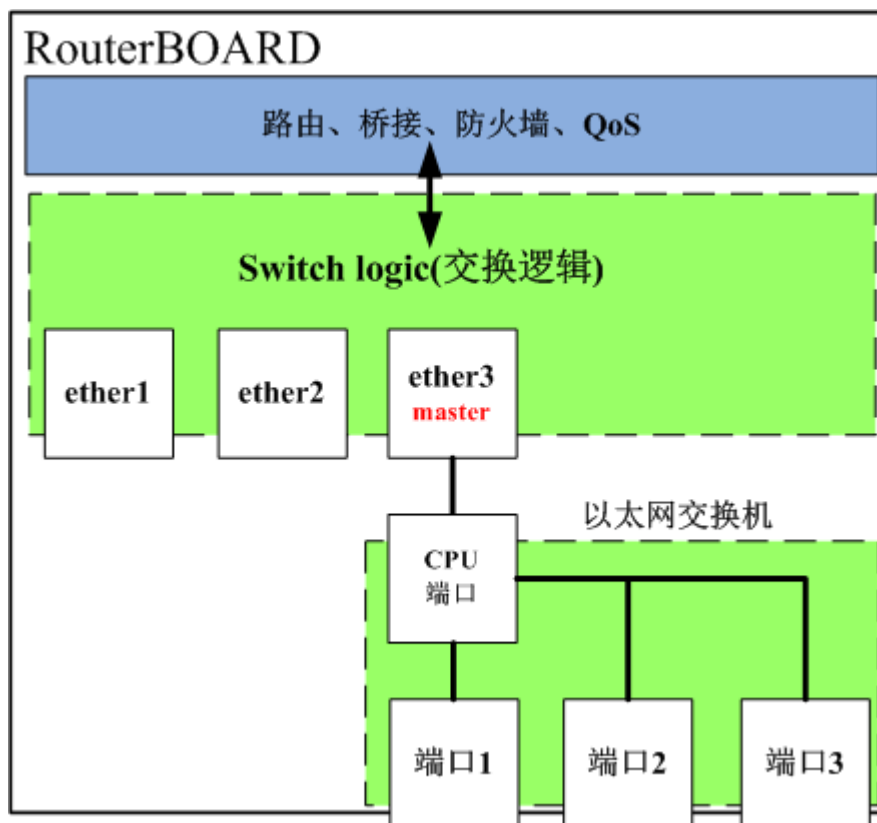 RouterBOARD
路由、桥接、防火墙、QoS
Switch logic(交换逻辑)
ether1
ether2
ether3
master
以太网交换机
CPU
端口
端口1
端口2
端口3